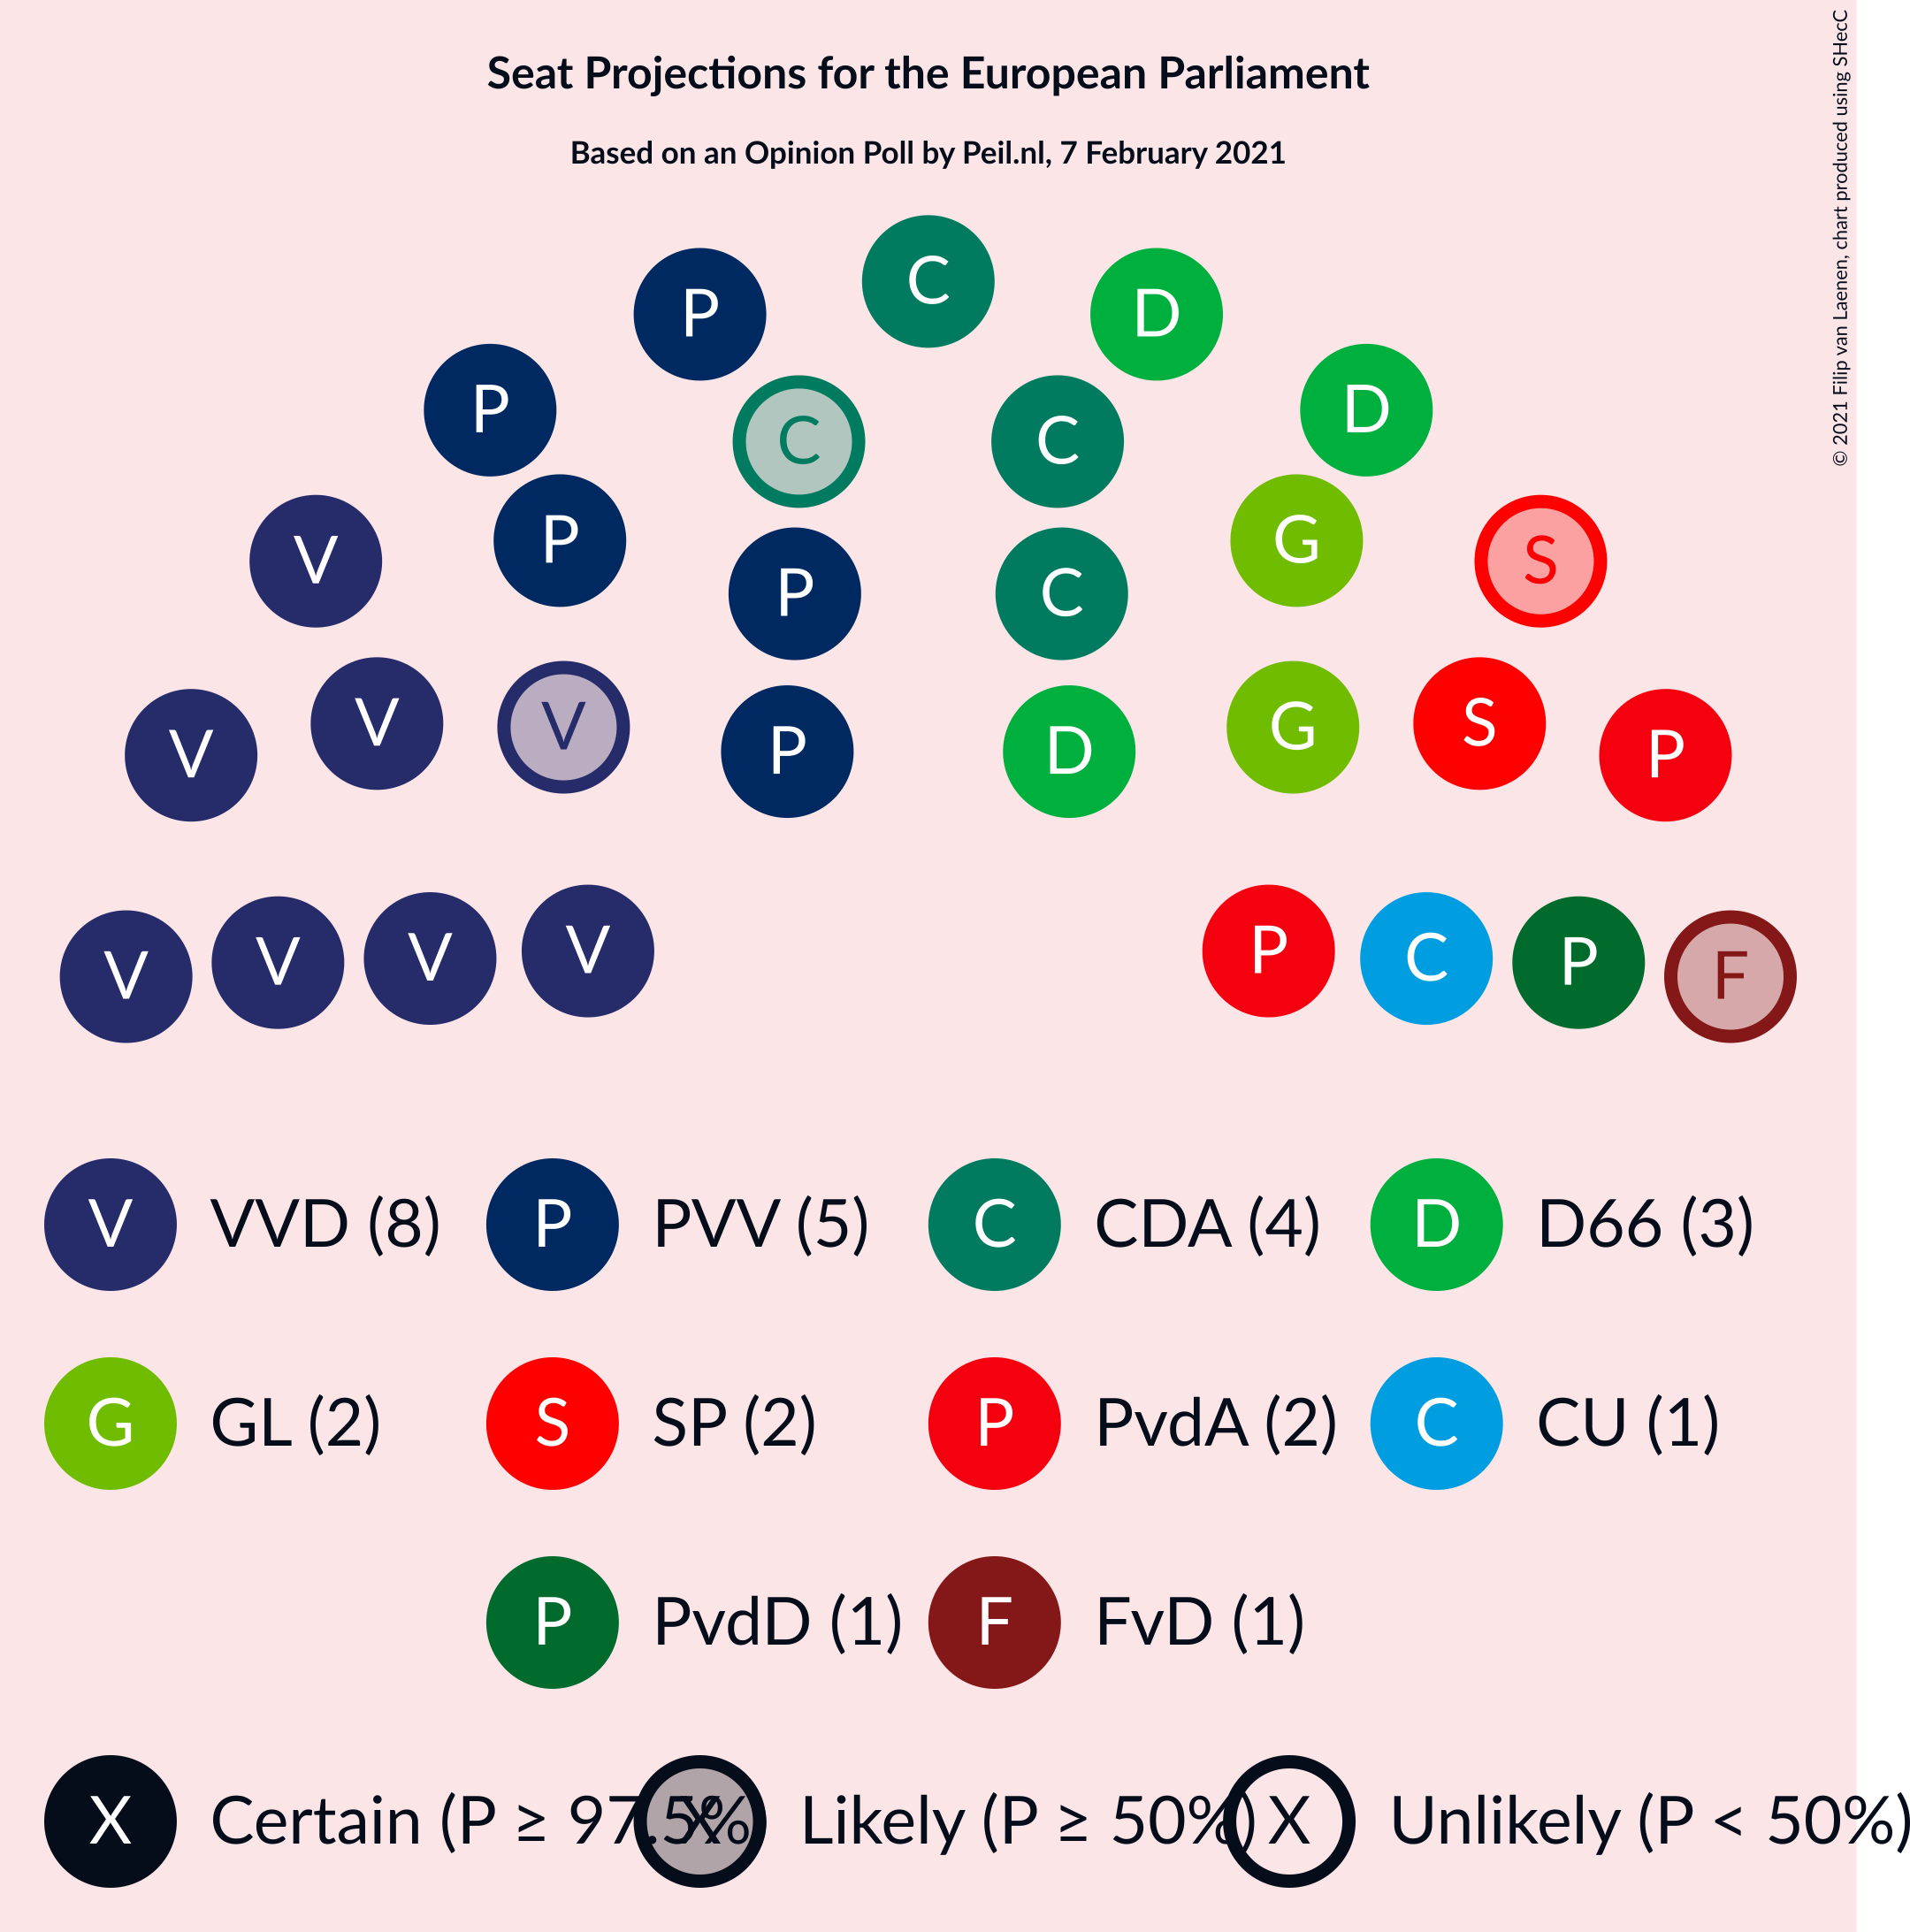 Seat Projections for the European Parliament
Based on an Opinion Poll by Peil.nl, 7 February 2021
© 2021 Filip van Laenen, chart produced using SHecC
C
P D
P D
C C
P G
V S
P C
V S
V P
V G
P D
V P
V C
V P
V F
V VVD (8) P PVV (5) C CDA (4) D D66 (3)
G GL (2) S SP (2) P PvdA (2) C CU (1)
P PvdD (1) F FvD (1)
X Certain (P ≥ 97.5% X Likely (P ≥ 50%) X Unlikely (P < 50%)